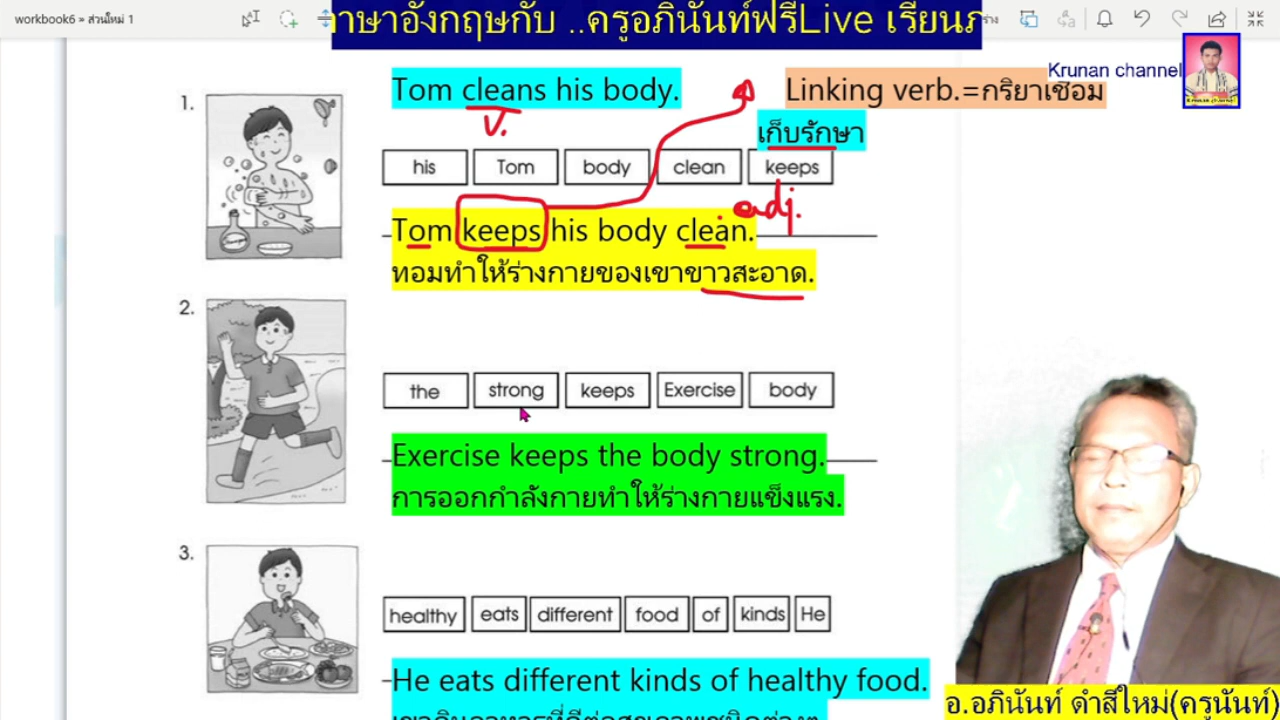 workbook6 » ส่วนใหม่ 1
ภาษาอังกฤษกับ ..ครูอภินันท์ฟรีLive เรียนภ
Krunan channel
Tom cleans his body.
Linking verb.=กริยาเชื่อม
v.
เก็บรักษา
1.
his Tom body clean keeps
adj.
Tom keeps his body clean.
ทอมทำให้ร่างกายของเขาขาวสะอาด.
2.
the strong keeps Exercise body
Exercise keeps the body strong.
การออกกำลังกายทำให้ร่างกายแข็งแรง.
3.
healthy eats different food of kinds He
He eats different kinds of healthy food.
อ.อภินันท์ ดำสีใหม่(ครูนันท์)